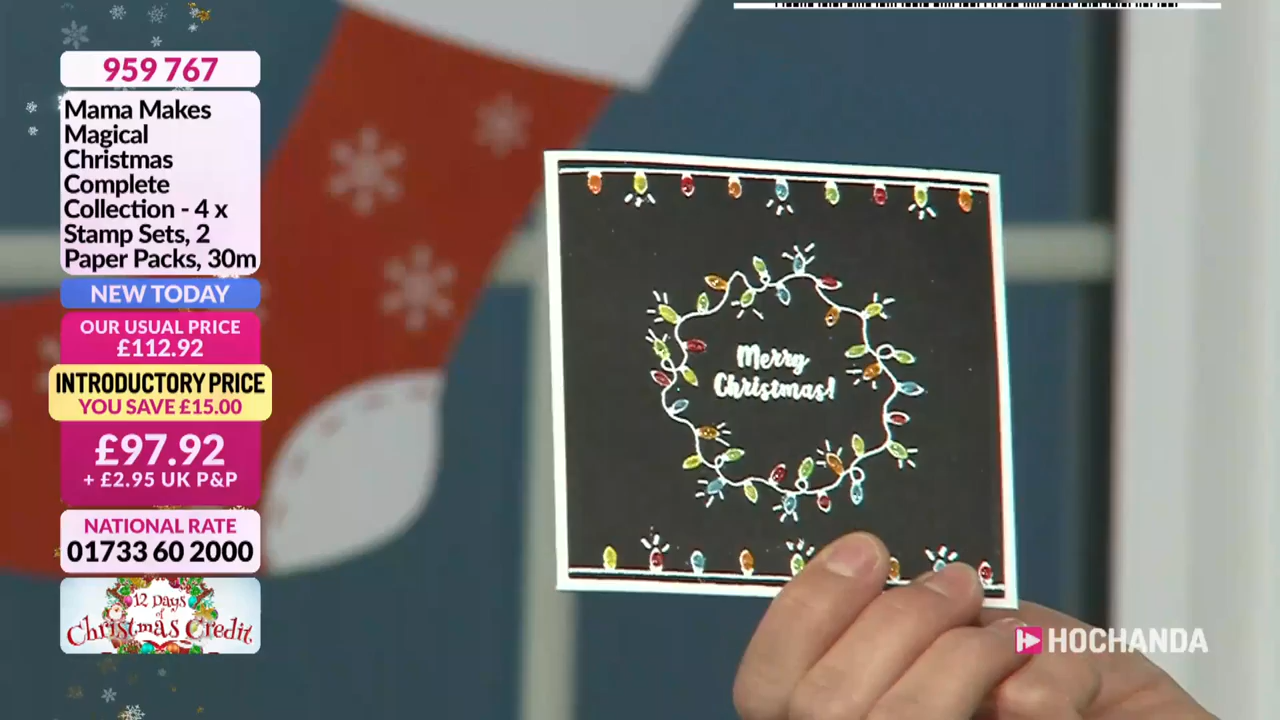 959 767
Mama Makes
Magical
Christmas
Complete
Collection - 4 x
Stamp Sets, 2
Paper Packs, 30m
NEW TODAY
OUR USUAL PRICE
£112.92
INTRODUCTORY PRICE
YOU SAVE £15.00
£97.92
+ £2.95 UK P&P
NATIONAL RATE
01733 60 2000
12 DAYS
of
Christmas Credit
Merry
Christmas!
HOCHANDA